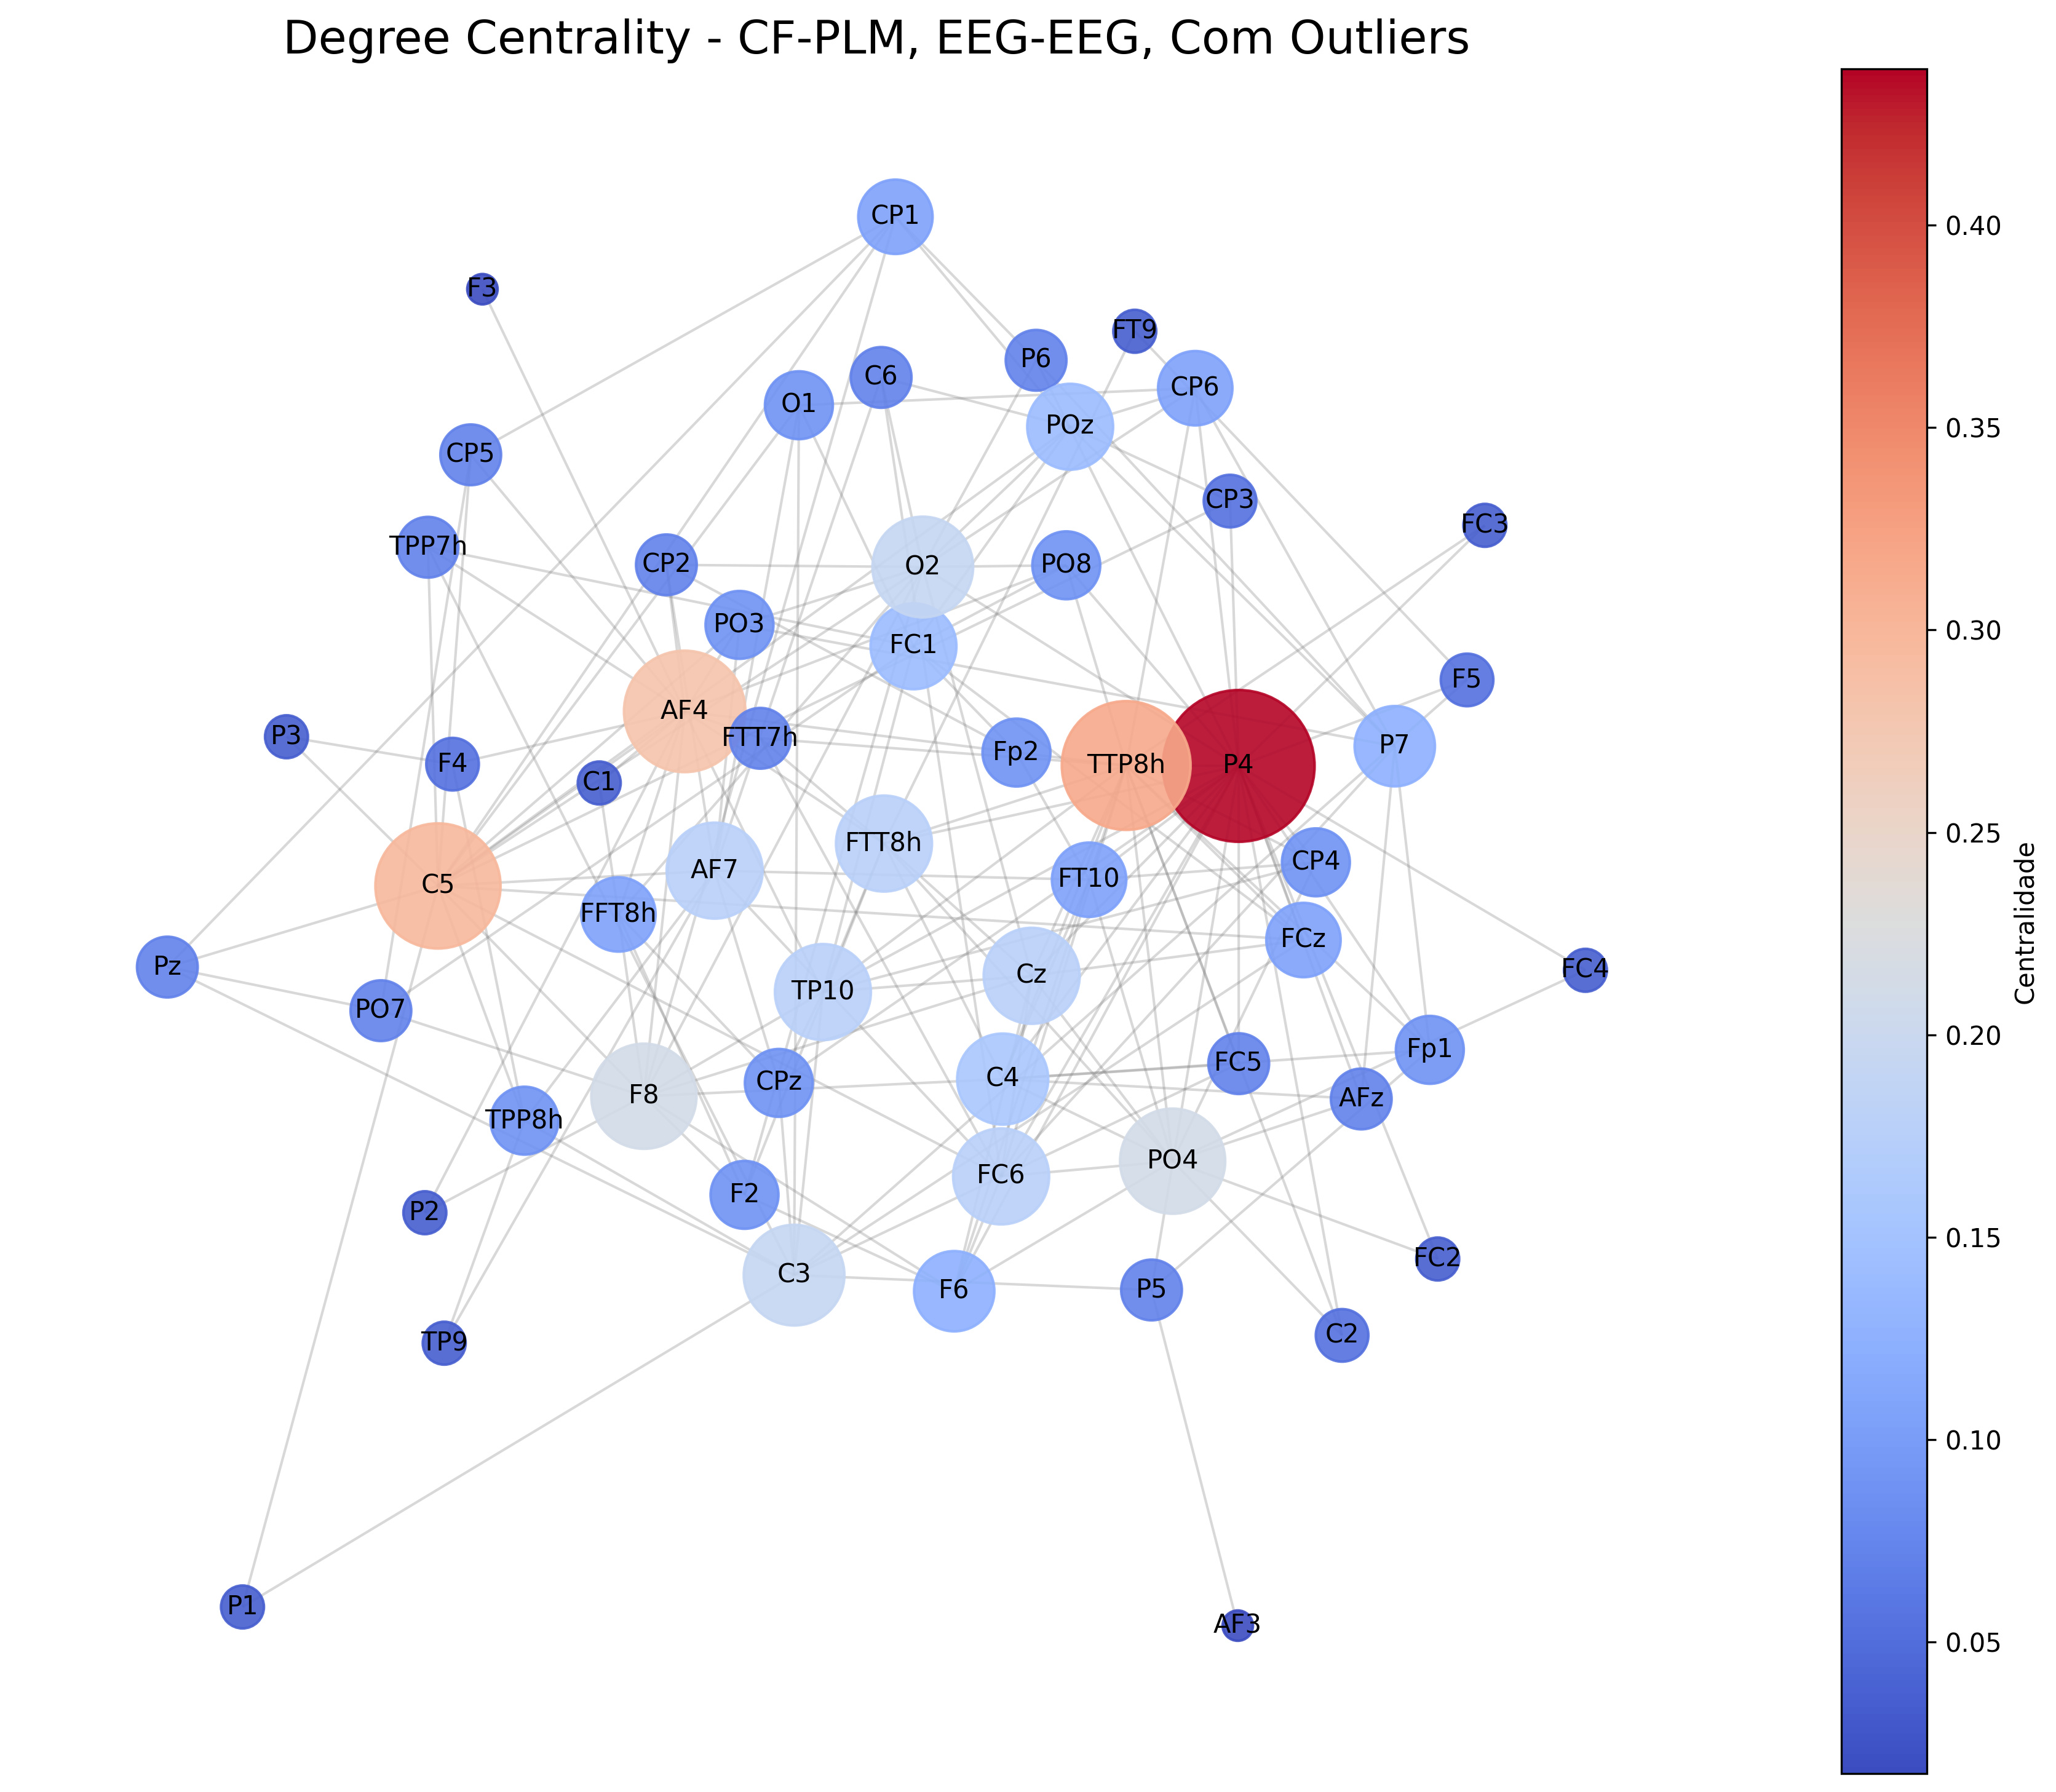 Degree Centrality - CF-PLM, EEG-EEG, Com Outliers
CP1
F3
FT9
P6
C6
CP6
O1
POz
CP5
CP3
FC3
TPP7h
CP2
O2
PO8
PO3
FC1
F5
AF4
P3
FTT7h
P7
Fp2
F4
TTP8h
P4
C1
FTT8h
CP4
AF7
FT10
C5
FFT8h
FCz
Pz
FC4
Cz
TP10
PO7
Fp1
FC5
C4
CPz
F8
AFz
TPP8h
PO4
FC6
F2
P2
FC2
C3
P5
F6
C2
TP9
P1
AF3
0.40
0.35
0.30
0.25
0.20
0.15
0.10
0.05
Centralidade